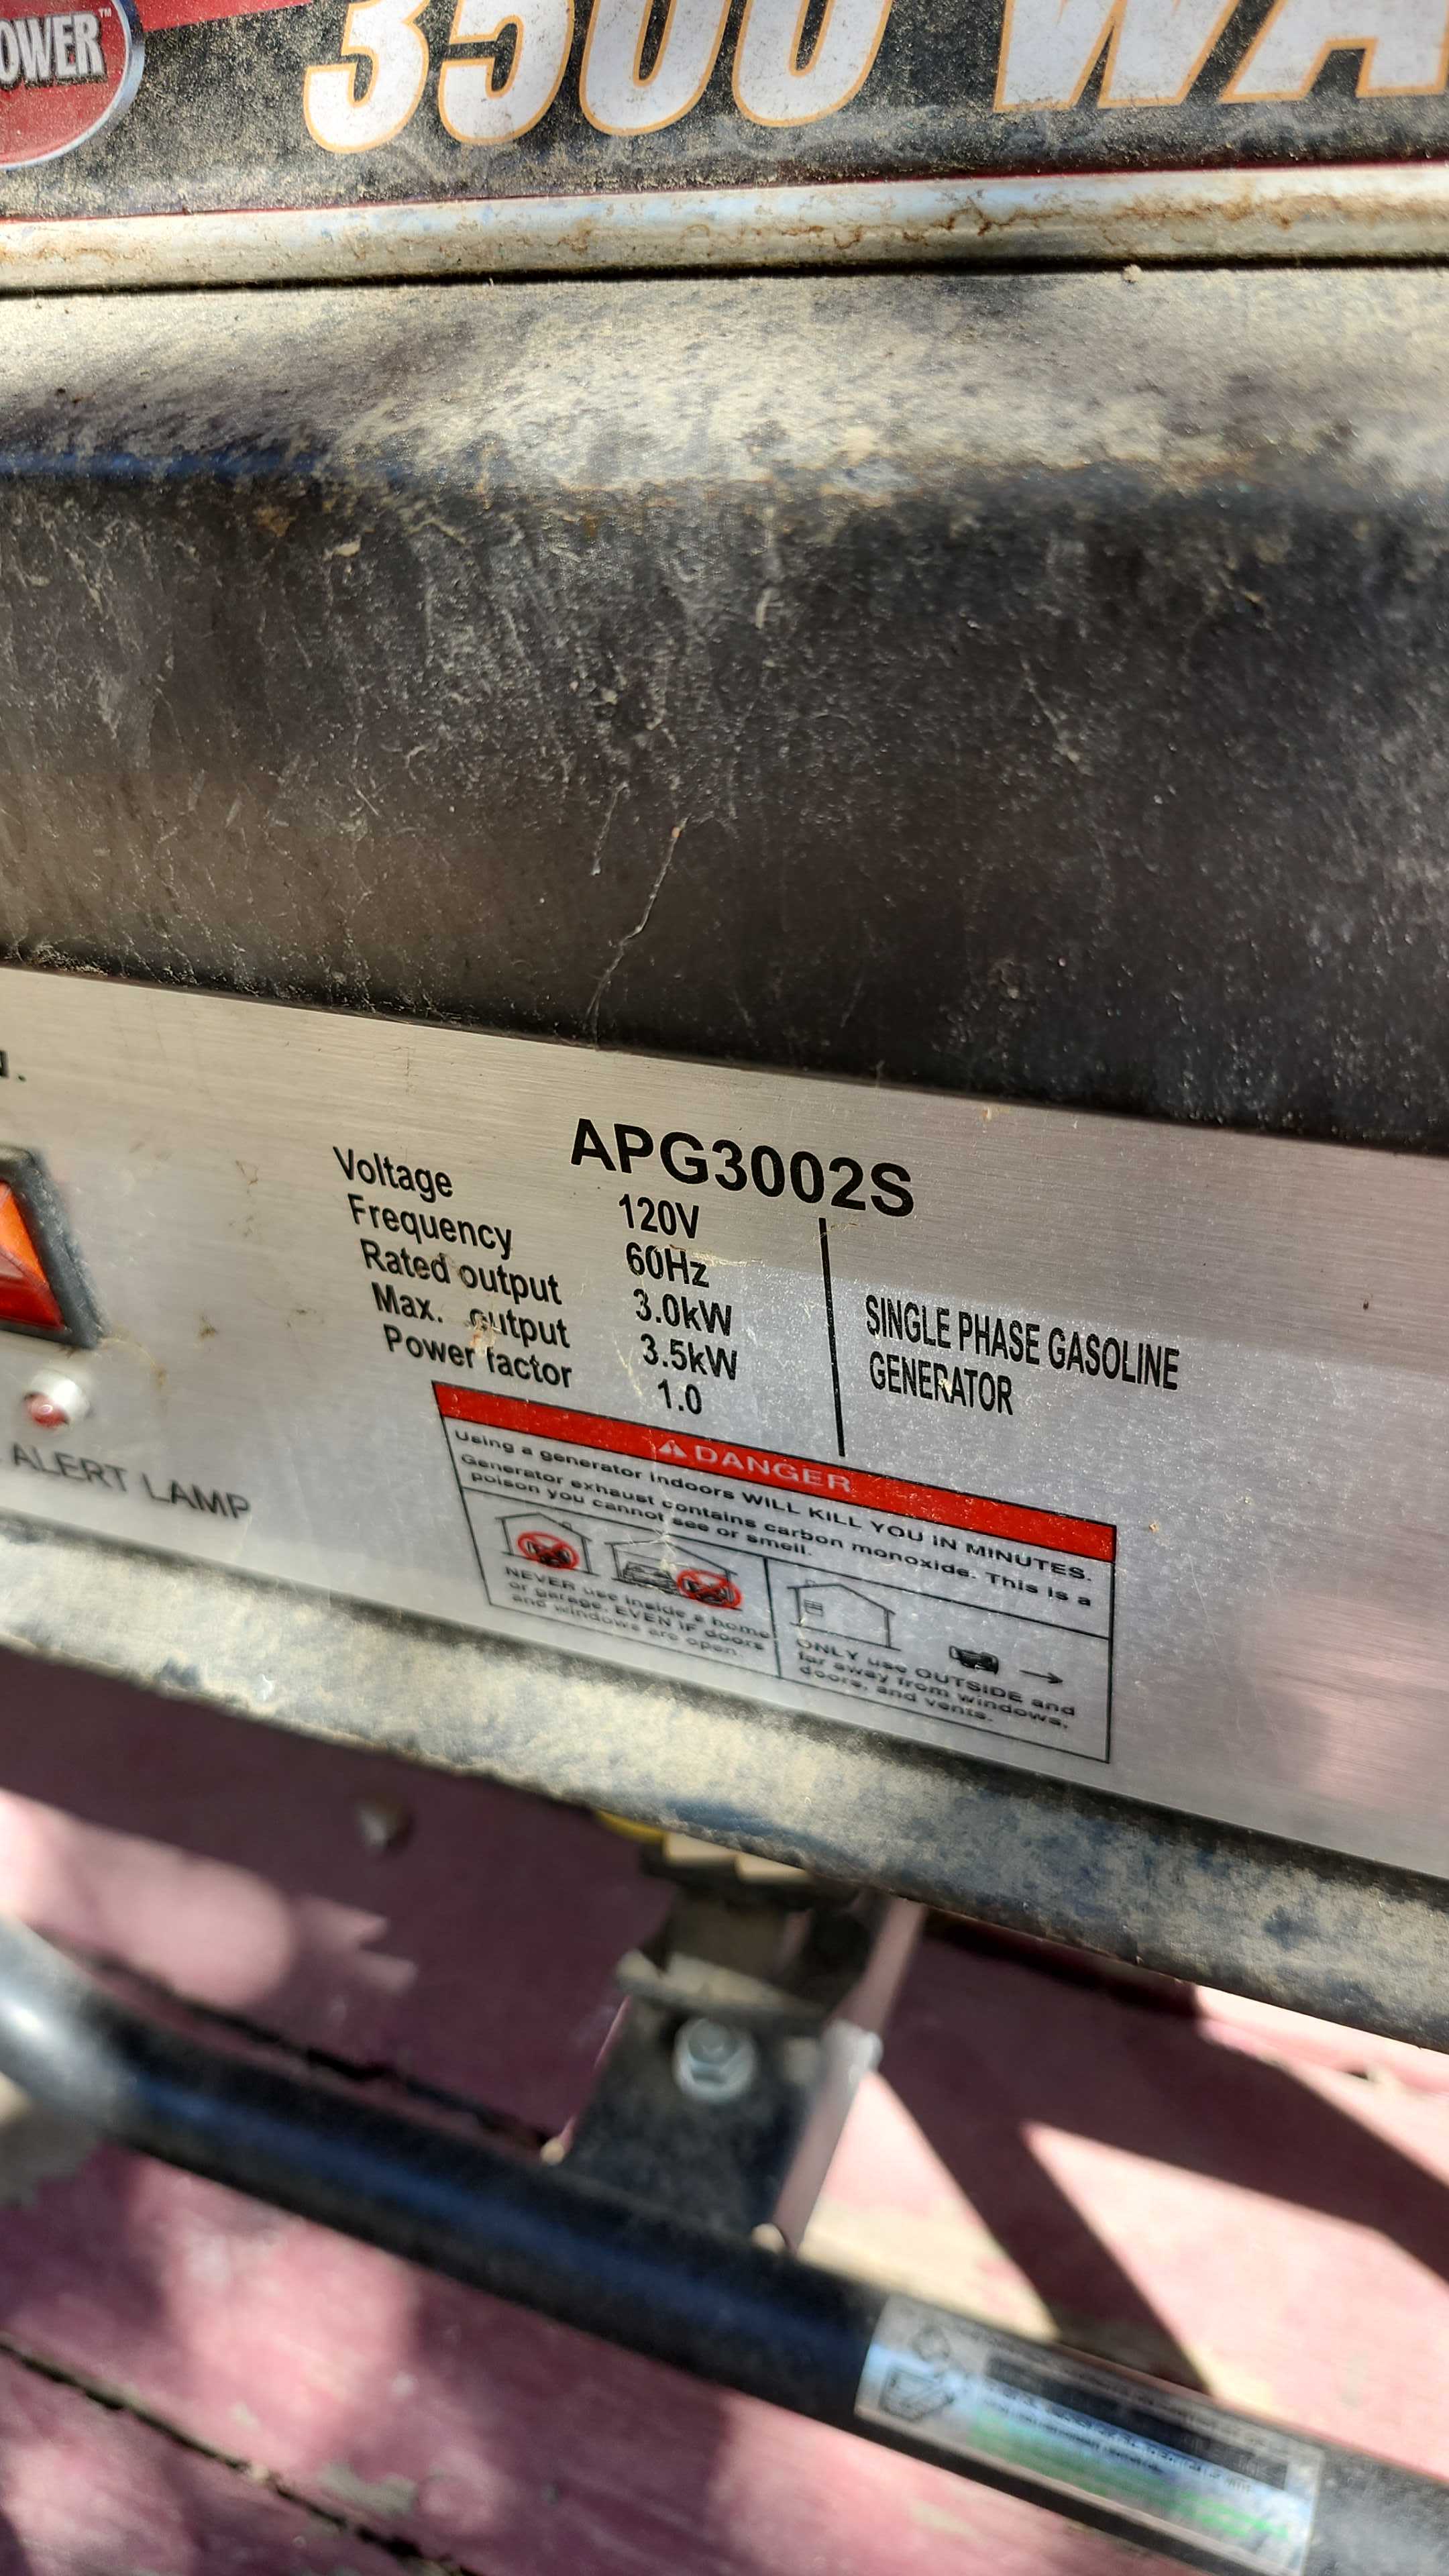 OWER™
3500 WA
APG3002S
Voltage 120V
Frequency 60Hz
Rated output 3.0kW
Max. output 3.5kW
Power factor 1.0
SINGLE PHASE GASOLINE
GENERATOR
ALERT LAMP
DANGER
Using a generator indoors WILL KILL YOU IN MINUTES.
Generator exhaust contains carbon monoxide. This is a
poison you cannot see or smell.
NEVER use inside a home
or garage, EVEN IF doors
and windows are open.
ONLY use OUTSIDE and
far away from windows,
doors, and vents.